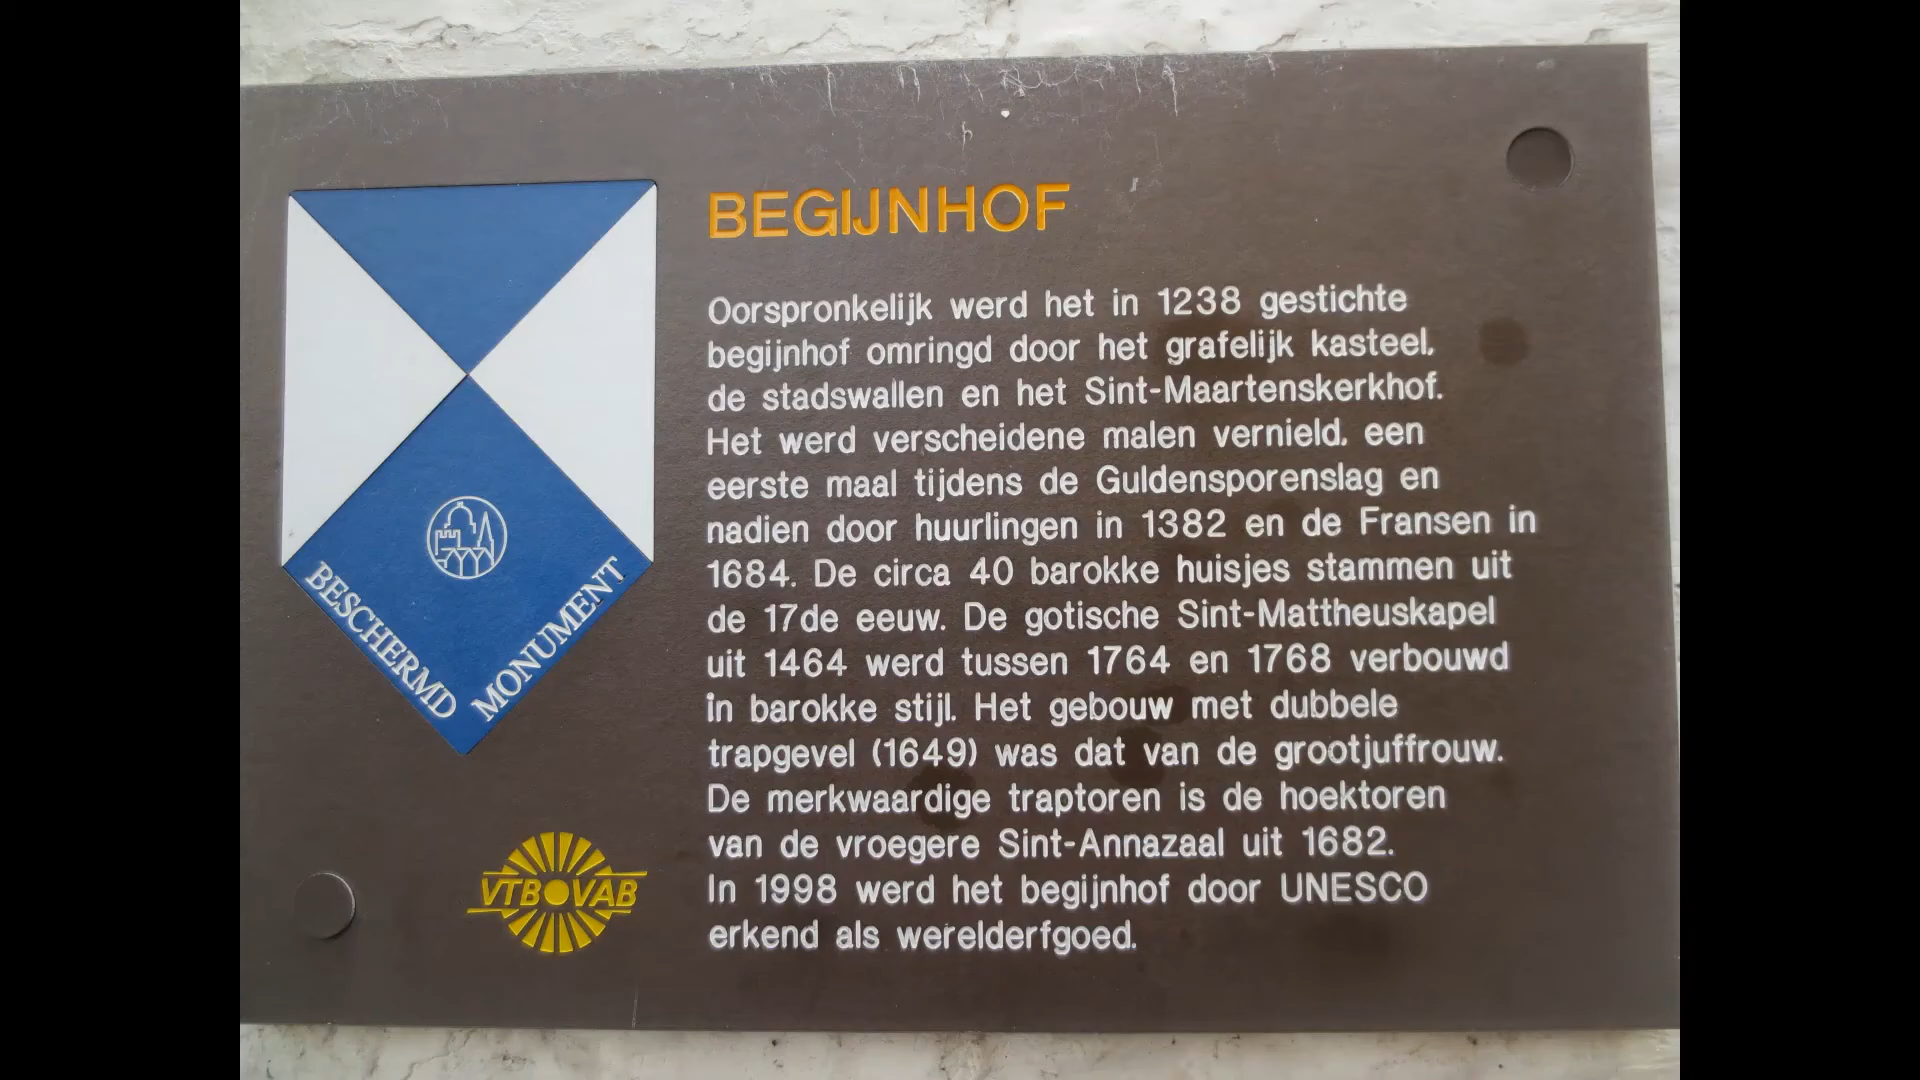 BEGIJNHOF
Oorspronkelijk werd het in 1238 gestichte
begijnhof omringd door het grafelijk kasteel,
de stadswallen en het Sint-Maartenskerkhof.
Het werd verscheidene malen vernield, een
eerste maal tijdens de Guldensporenslag en
nadien door huurlingen in 1382 en de Fransen in
1684. De circa 40 barokke huisjes stammen uit
de 17de eeuw. De gotische Sint-Mattheuskapel
uit 1464 werd tussen 1764 en 1768 verbouwd
in barokke stijl. Het gebouw met dubbele
trapgevel (1649) was dat van de grootjuffrouw.
De merkwaardige traptoren is de hoektoren
van de vroegere Sint-Annazaal uit 1682.
In 1998 werd het begijnhof door UNESCO
erkend als werelderfgoed.
BESCHERMD
MONUMENT
VTB VAB